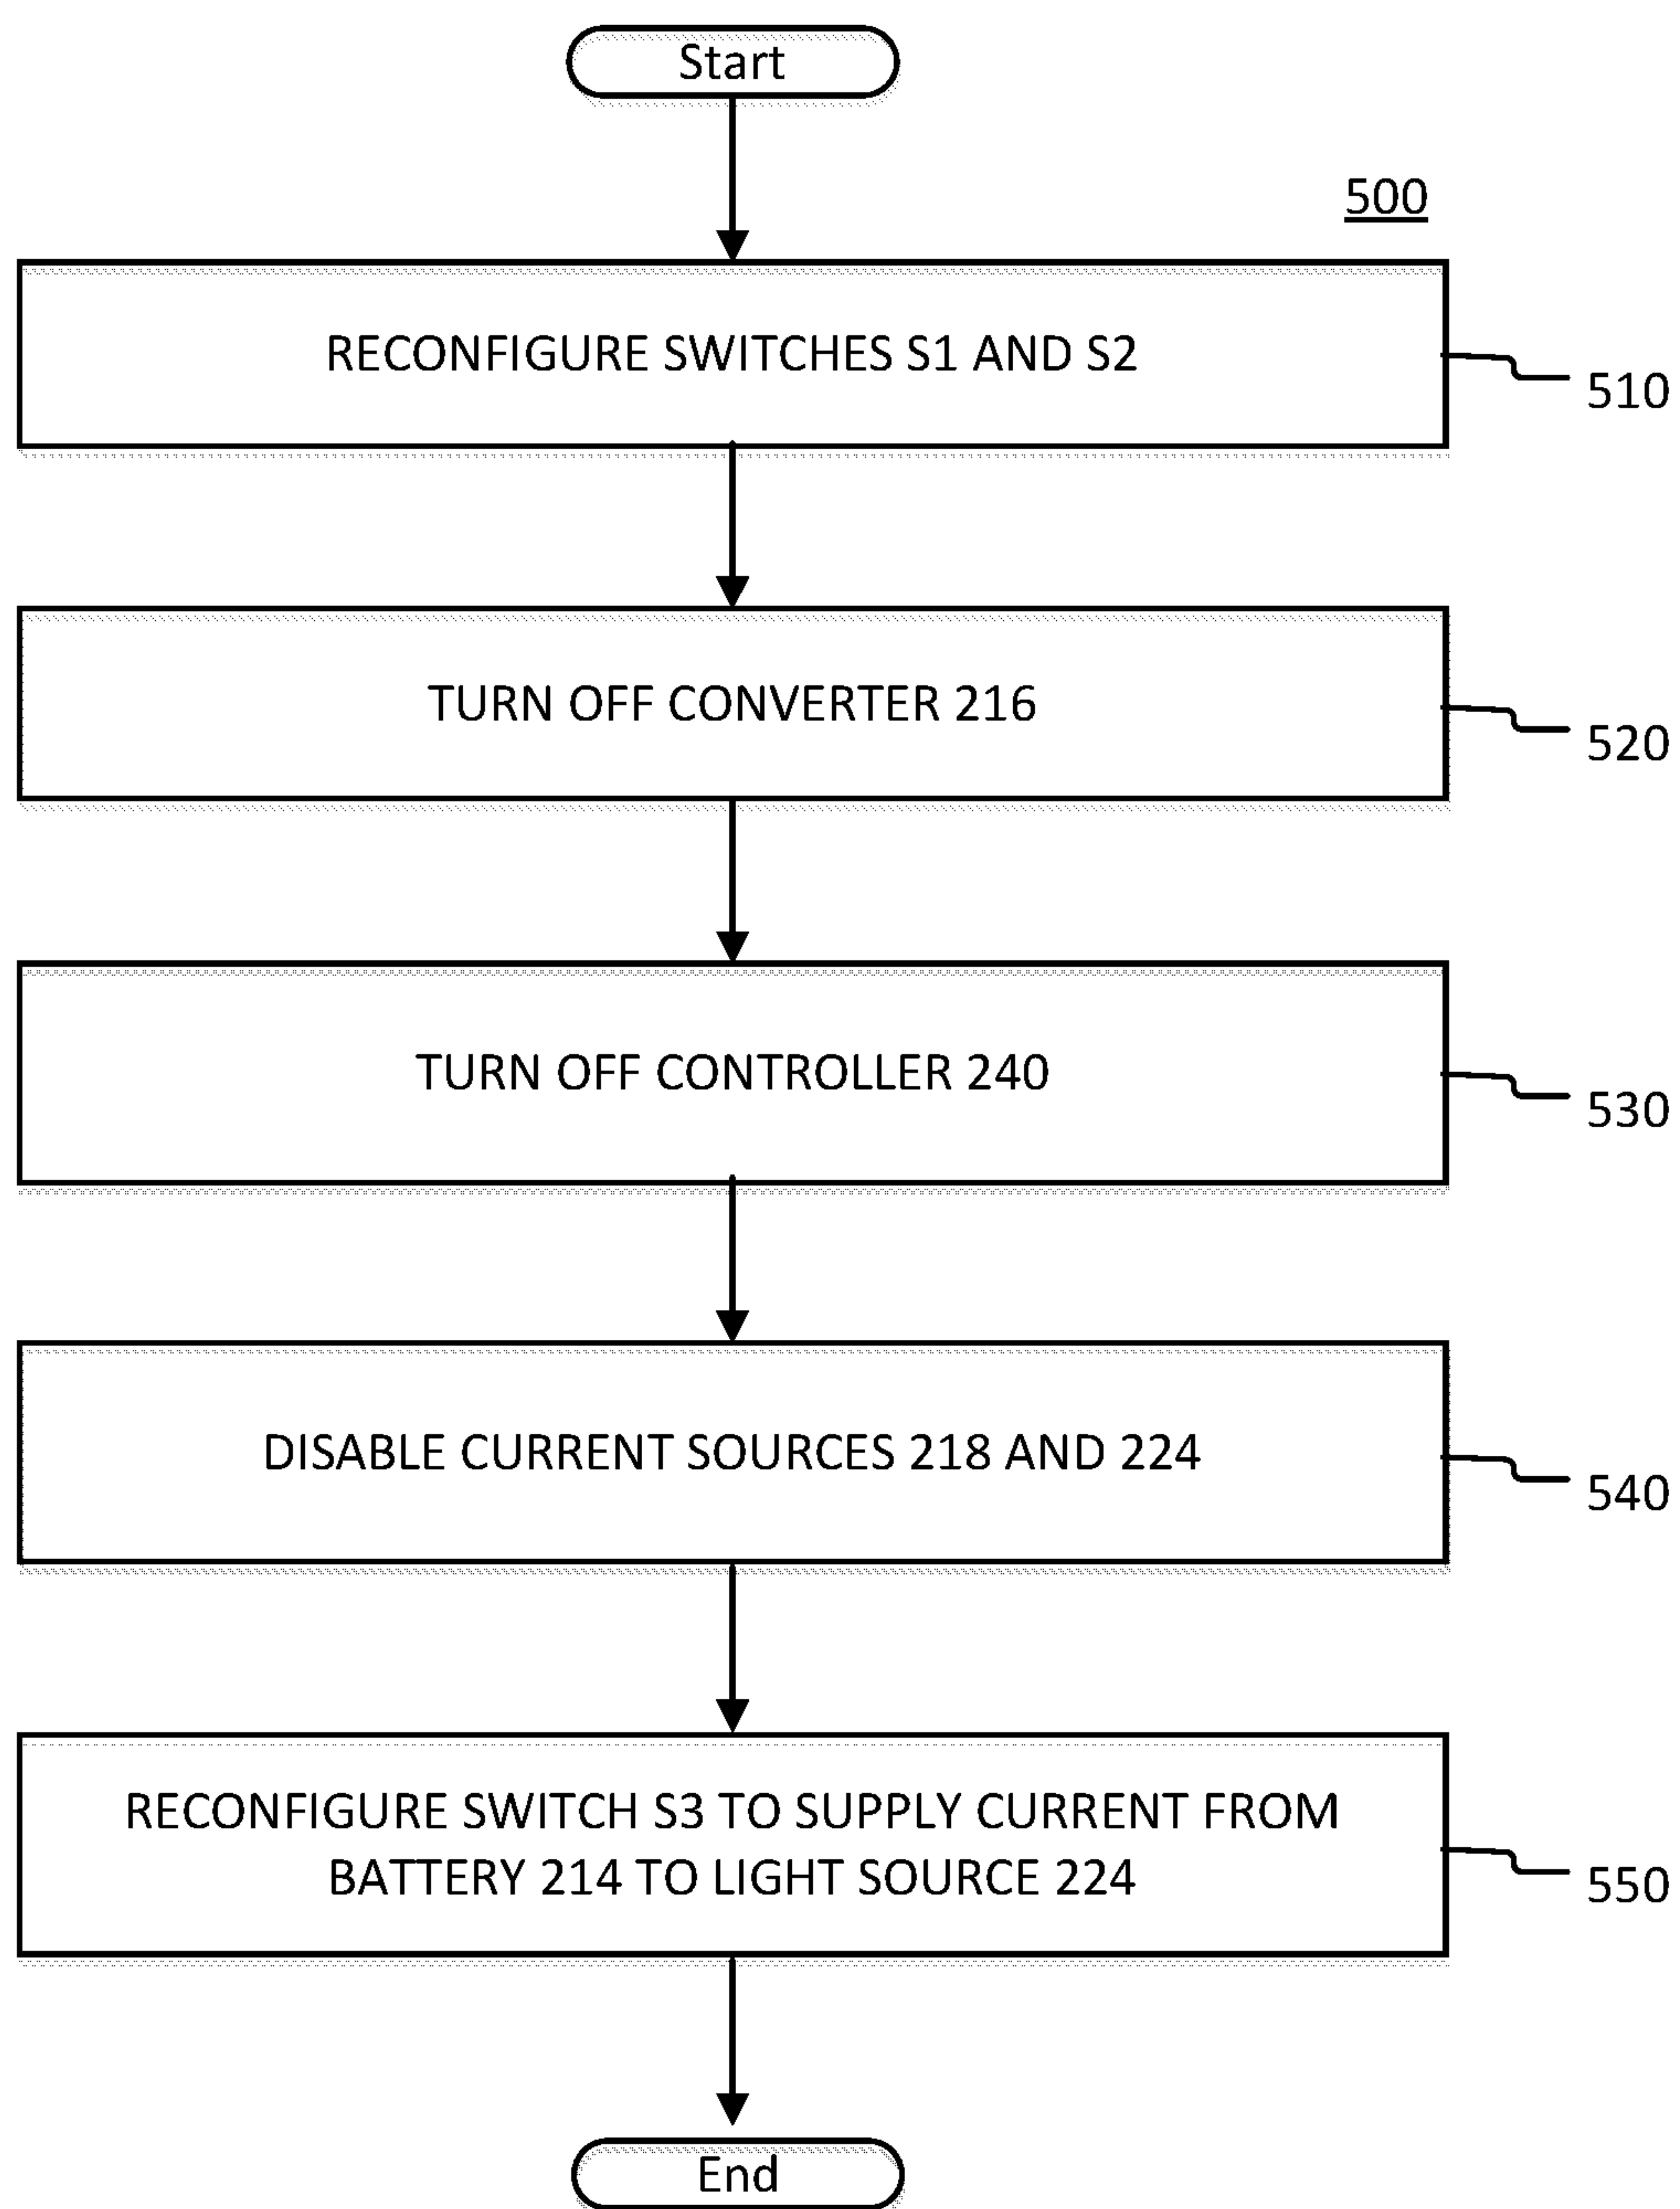 Start
500
RECONFIGURE SWITCHES S1 AND S2
510
TURN OFF CONVERTER 216
520
TURN OFF CONTROLLER 240
530
DISABLE CURRENT SOURCES 218 AND 224
540
RECONFIGURE SWITCH S3 TO SUPPLY CURRENT FROM
BATTERY 214 TO LIGHT SOURCE 224
550
End